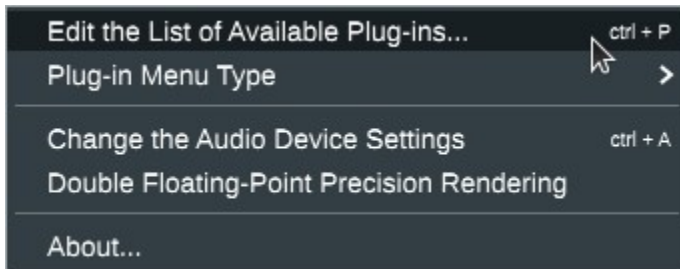 Edit the List of Available Plug-ins... ctrl + P
Plug-in Menu Type
Change the Audio Device Settings ctrl + A
Double Floating-Point Precision Rendering
About...